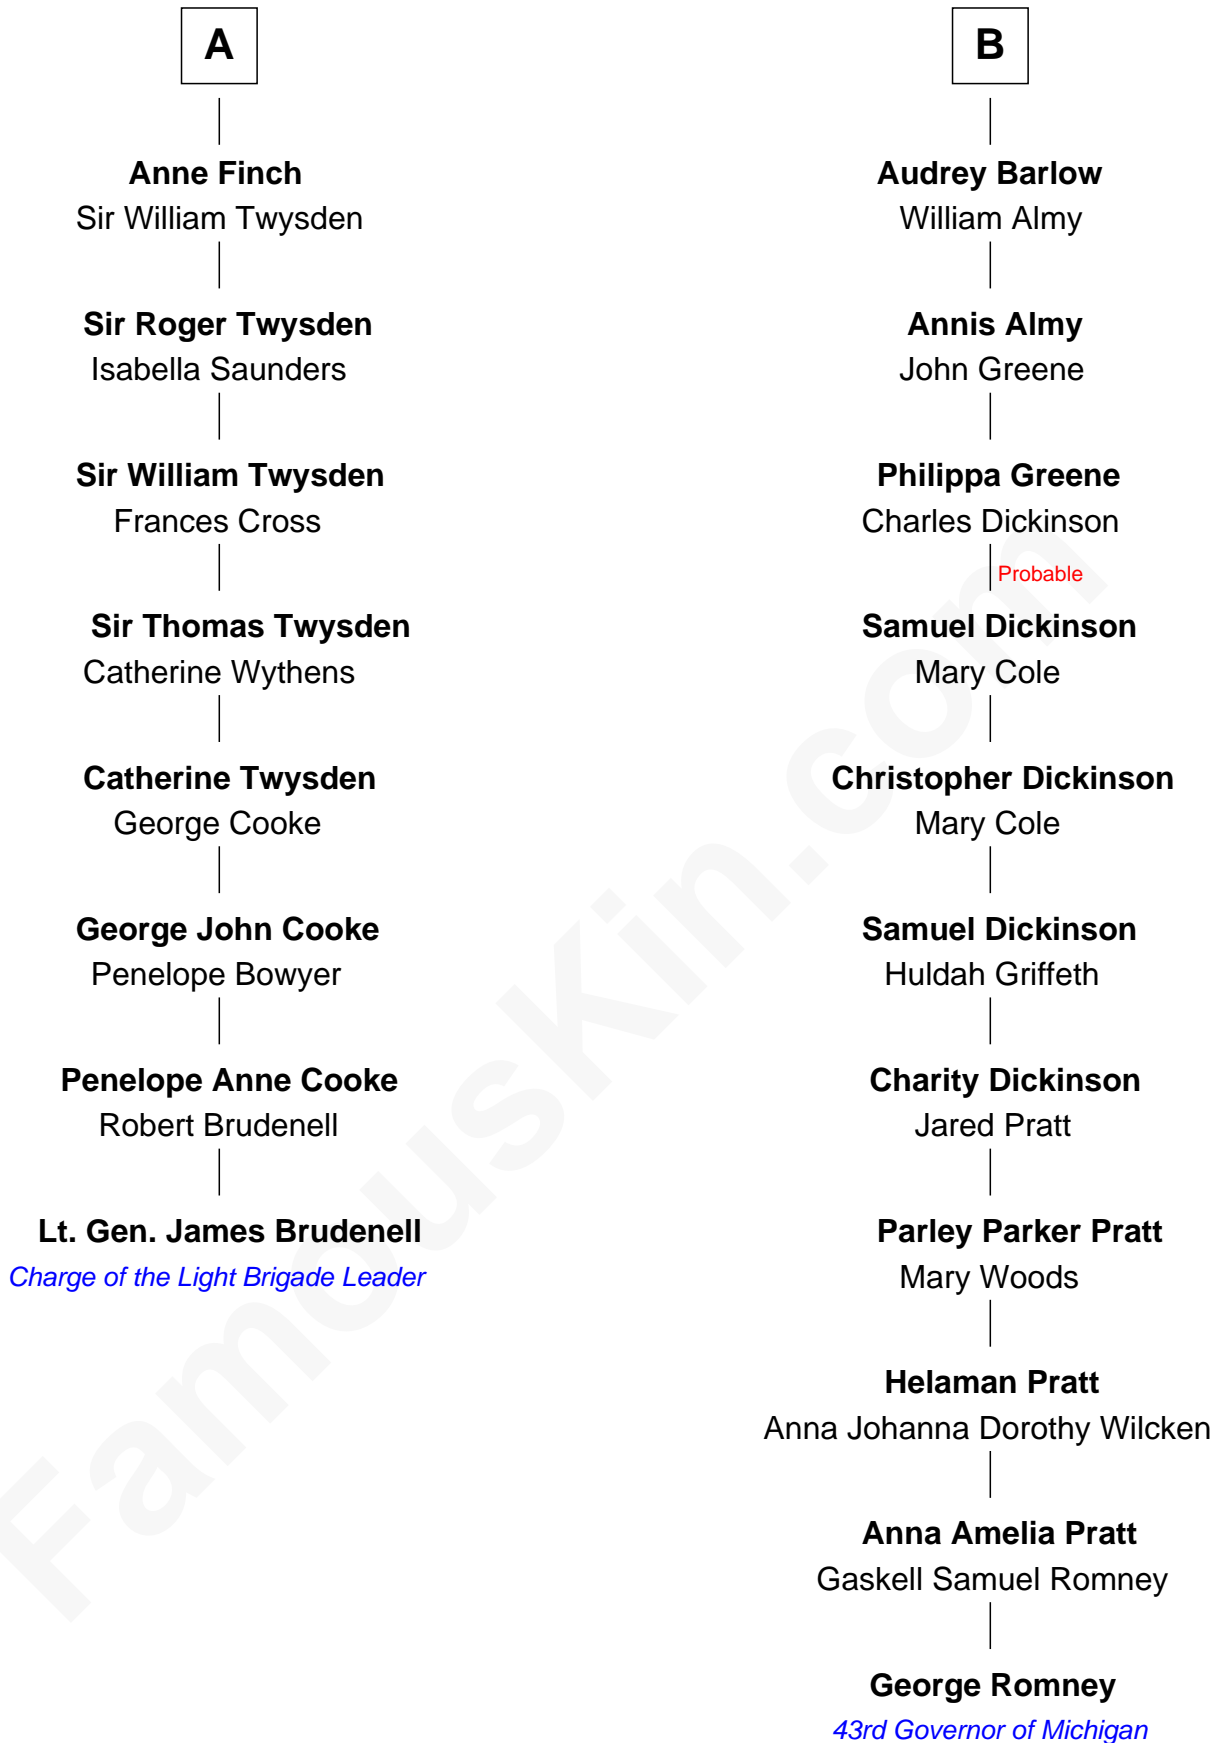 A
Anne Finch
Sir William Twysden
Sir Roger Twysden
Isabella Saunders
Sir William Twysden
Frances Cross
Sir Thomas Twysden
Catherine Wythens
Catherine Twysden
George Cooke
George John Cooke
Penelope Bowyer
Penelope Anne Cooke
Robert Brudenell
Lt. Gen. James Brudenell
Charge of the Light Brigade Leader
B
Audrey Barlow
William Almy
Annis Almy
John Greene
Philippa Greene
Charles Dickinson
Probable
Samuel Dickinson
Mary Cole
Christopher Dickinson
Mary Cole
Samuel Dickinson
Huldah Griffeth
Charity Dickinson
Jared Pratt
Parley Parker Pratt
Mary Woods
Helaman Pratt
Anna Johanna Dorothy Wilcken
Anna Amelia Pratt
Gaskell Samuel Romney
George Romney
43rd Governor of Michigan
FamousKin.com